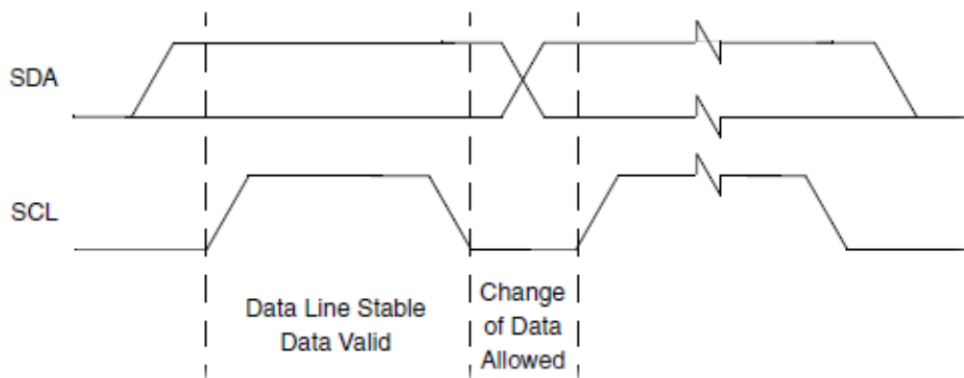 SDA
SCL
Data Line Stable
Data Valid
Change
of Data
Allowed